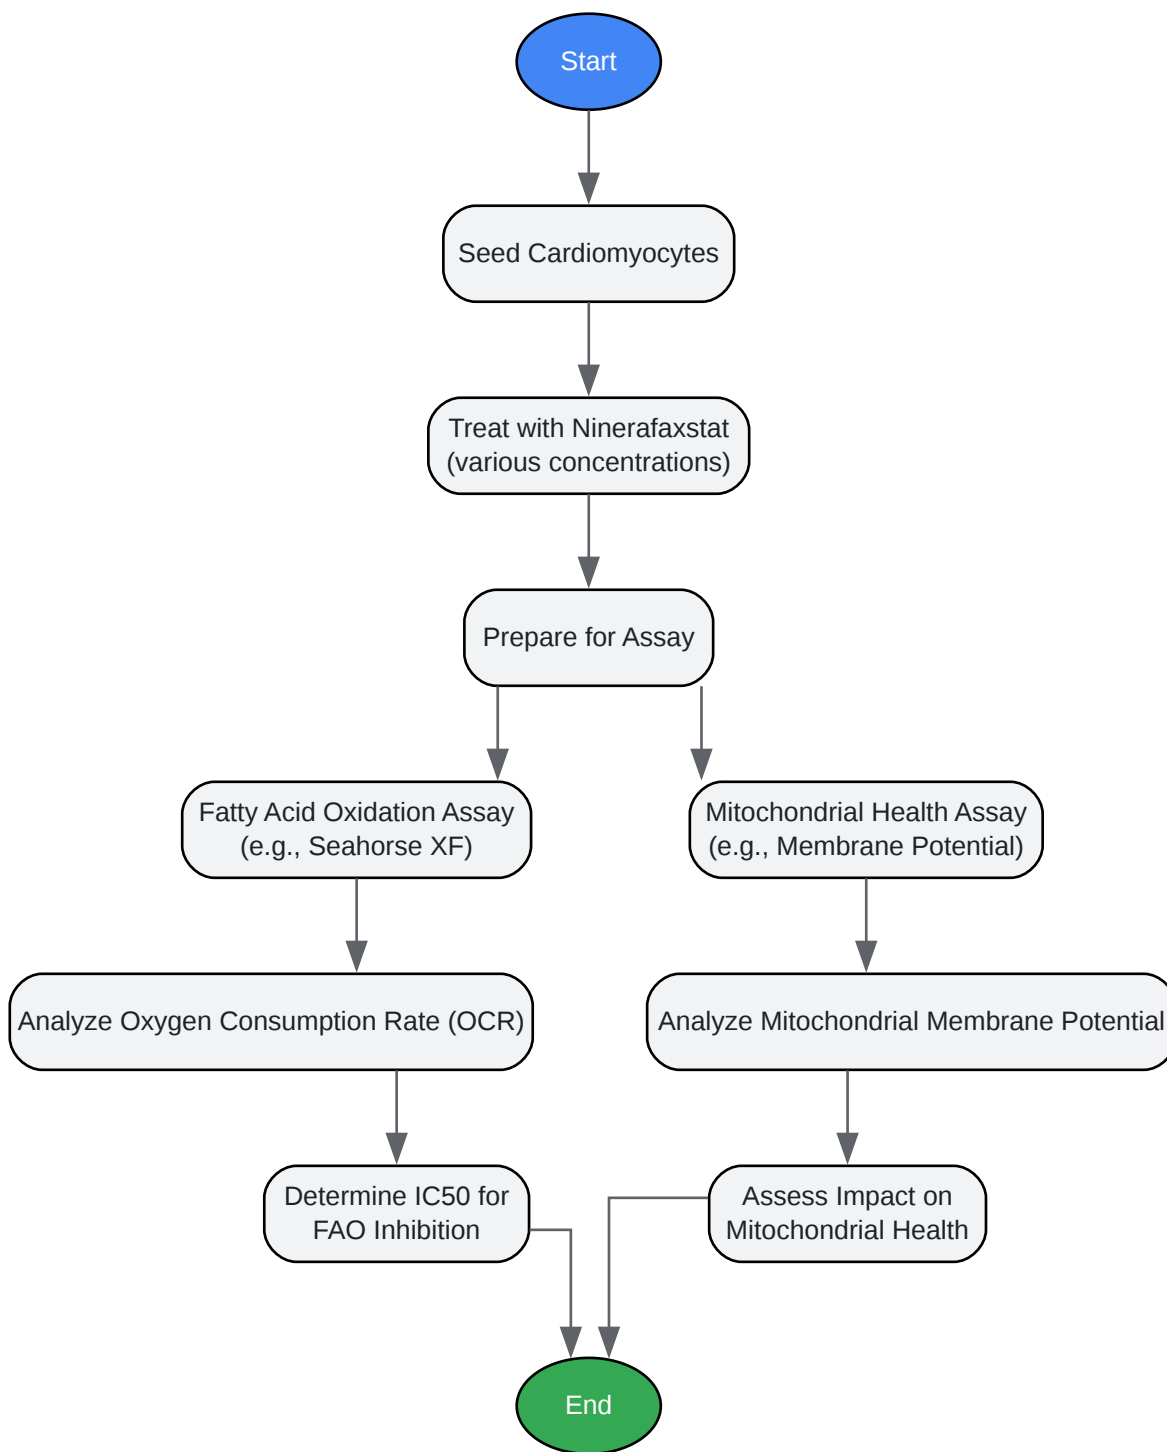 Start
Seed Cardiomyocytes
Treat with Ninerafaxstat
(various concentrations)
Prepare for Assay
Fatty Acid Oxidation Assay
(e.g., Seahorse XF)
Mitochondrial Health Assay
(e.g., Membrane Potential)
Analyze Oxygen Consumption Rate (OCR)
Analyze Mitochondrial Membrane Potential
Determine IC50 for
FAO Inhibition
Assess Impact on
Mitochondrial Health
End